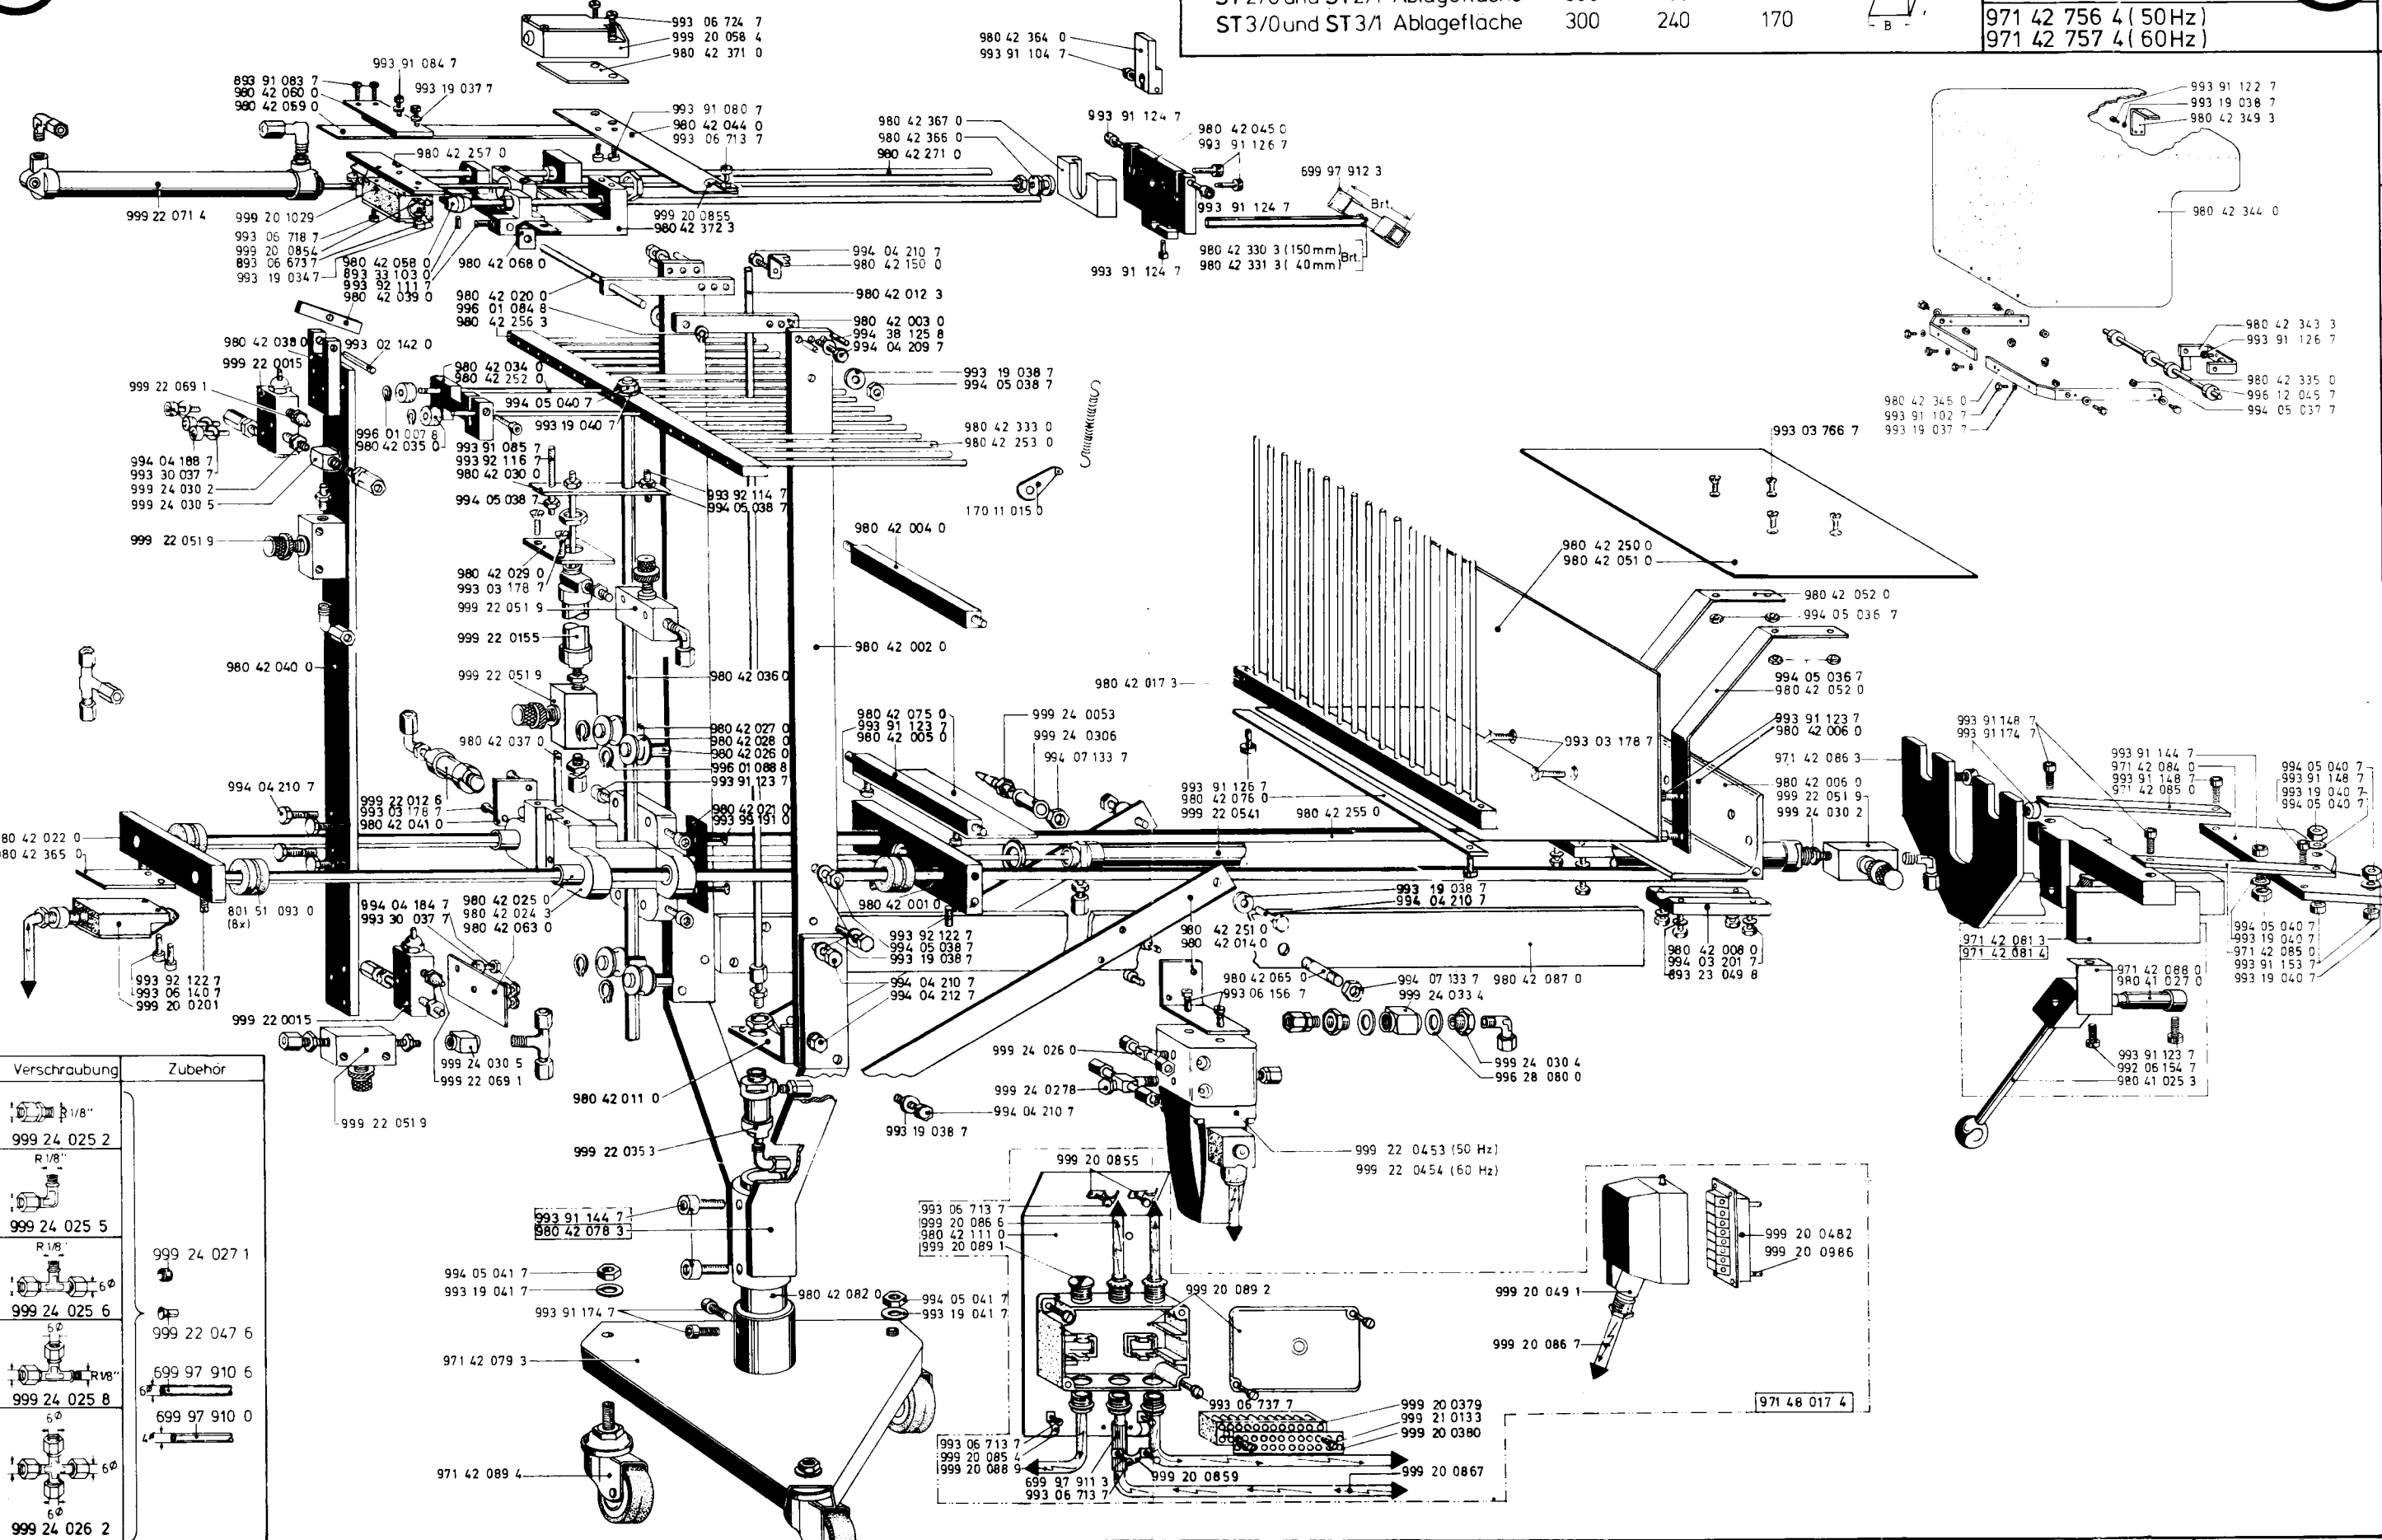 ST3/0und ST3/1 Ablagefläche 300 240 170
B
971 42 756 4(50Hz)
971 42 757 4(60Hz)
993 06 724 7
999 20 058 4
980 42 371 0
980 42 364 0
993 91 104 7
993 91 084 7
893 91 083 7
980 42 060 0
980 42 059 0
993 19 037 7
993 91 080 7
980 42 044 0
993 06 713 7
980 42 367 0
980 42 366 0
980 42 271 0
993 91 124 7
980 42 045 0
993 91 126 7
699 97 912 3
Brt.
993 91 122 7
993 19 038 7
980 42 349 3
980 42 344 0
980 42 257 0
999 22 071 4
999 20 1029
993 06 718 7
999 20 0854
893 06 673 7
993 19 034 7
980 42 058 0
893 33 103 0
993 92 111 7
980 42 039 0
980 42 068 0
999 20 0855
980 42 372 3
993 91 124 7
980 42 330 3 (150mm)
980 42 331 3 ( 40mm)
Brt.
993 91 124 7
994 04 210 7
980 42 150 0
980 42 012 3
980 42 020 0
996 01 084 8
980 42 256 3
980 42 003 0
994 38 125 8
994 04 209 7
980 42 038 0
993 02 142 0
999 22 0015
999 22 069 1
980 42 034 0
980 42 252 0
994 05 040 7
993 19 038 7
994 05 038 7
980 42 343 3
993 91 126 7
980 42 335 0
996 12 045 7
994 05 037 7
980 42 346 0
993 91 102 7
993 19 037 7
996 01 007 8
980 42 035 0
993 91 085 7
993 92 116 7
980 42 030 0
993 19 040 7
980 42 333 0
980 42 253 0
993 03 766 7
994 04 188 7
993 30 037 7
999 24 030 2
999 24 030 5
994 05 038 7
993 92 114 7
994 05 038 7
170 11 015 0
999 22 051 9
980 42 004 0
980 42 250 0
980 42 051 0
980 42 029 0
993 03 178 7
999 22 051 9
999 22 0155
980 42 052 0
994 05 036 7
980 42 002 0
980 42 040 0
999 22 051 9
980 42 036 0
980 42 017 3
994 05 036 7
980 42 052 0
980 42 037 0
980 42 027 0
980 42 028 0
980 42 026 0
996 01 088 8
993 91 123 7
980 42 075 0
993 91 123 7
980 42 005 0
999 24 0053
999 24 0306
994 07 133 7
993 03 178 7
993 91 123 7
980 42 006 0
971 42 086 3
993 91 148 7
993 91 174 7
993 91 144 7
971 42 084 0
993 91 148 7
971 42 085 0
994 05 040 7
993 91 148 7
993 19 040 7
994 05 040 7
980 42 006 0
999 22 051 9
999 24 030 2
994 04 210 7
999 22 012 6
993 03 178 7
980 42 041 0
980 42 021 0
993 95 191 0
993 91 126 7
980 42 076 0
999 22 0541
980 42 255 0
80 42 022 0
80 42 365 0
801 51 093 0
(6x)
994 04 184 7
993 30 037 7
980 42 025 0
980 42 024 3
980 42 063 0
980 42 001 0
993 92 122 7
994 05 038 7
993 19 038 7
994 04 210 7
994 04 212 7
993 19 038 7
994 04 210 7
980 42 251 0
980 42 014 0
980 42 065 0
993 06 156 7
994 07 133 7
999 24 033 4
980 42 087 0
980 42 008 0
994 03 201 7
893 23 049 8
971 42 081 3
971 42 081 4
994 05 040 7
993 19 040 7
971 42 085 0
993 91 153 7
993 19 040 7
971 42 088 0
980 41 027 0
993 92 122 7
993 06 140 7
999 20 0201
999 22 0015
999 24 030 5
999 22 069 1
999 22 051 9
980 42 011 0
999 22 035 3
993 19 038 7
994 04 210 7
999 24 026 0
999 24 0278
999 24 030 4
996 28 080 0
993 91 123 7
992 06 154 7
980 41 025 3
999 22 0453 (50 Hz)
999 22 0454 (60 Hz)
Verschraubung Zubehör
R 1/8"
999 24 025 2
R 1/8"
999 24 025 5
R 1/8"
6Ø
999 24 025 6
6Ø
R 1/8"
999 24 025 8
6Ø
6Ø
6Ø
999 24 026 2
999 24 027 1
999 22 047 6
699 97 910 6
6
699 97 910 0
4
993 91 144 7
980 42 078 3
994 05 041 7
993 19 041 7
993 91 174 7
980 42 082 0
994 05 041 7
993 19 041 7
971 42 079 3
971 42 089 4
999 20 0855
993 06 713 7
999 20 086 6
980 42 111 0
999 20 089 1
999 20 089 2
993 06 737 7
999 20 0379
999 21 0133
999 20 0380
993 06 713 7
999 20 085 4
999 20 088 9
699 97 911 3
993 06 713 7
999 20 0859
999 20 0867
999 20 0482
999 20 0986
999 20 049 1
999 20 086 7
971 48 017 4